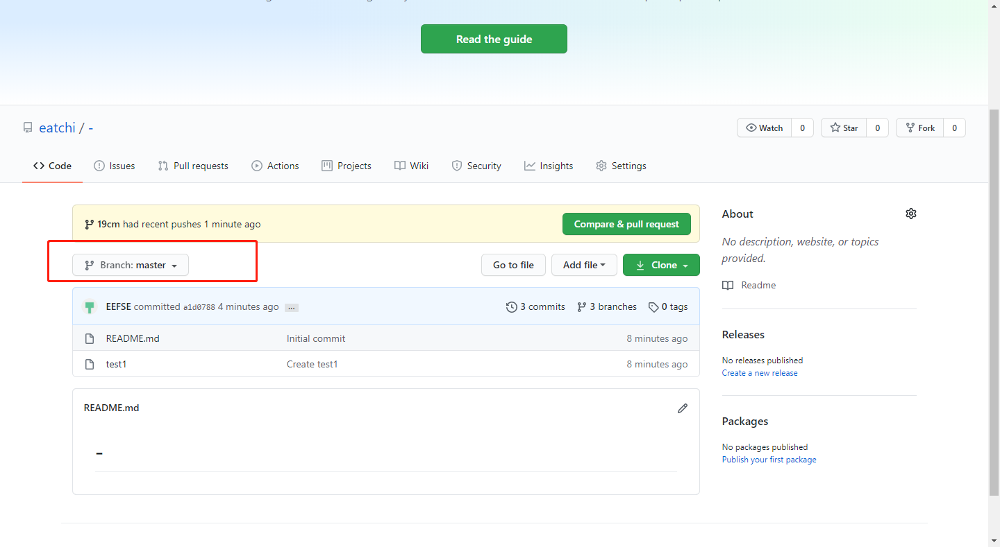 Read the guide
eatchi / -
Watch 0 Star 0 Fork 0
Code Issues Pull requests Actions Projects Wiki Security Insights Settings
19cm had recent pushes 1 minute ago Compare & pull request
Branch: master Go to file Add file Clone
EEFSE committed a1d0788 4 minutes ago ... 3 commits 3 branches 0 tags
README.md Initial commit 8 minutes ago
test1 Create test1 8 minutes ago
README.md
-
About
No description, website, or topics
provided.
Readme
Releases
No releases published
Create a new release
Packages
No packages published
Publish your first package